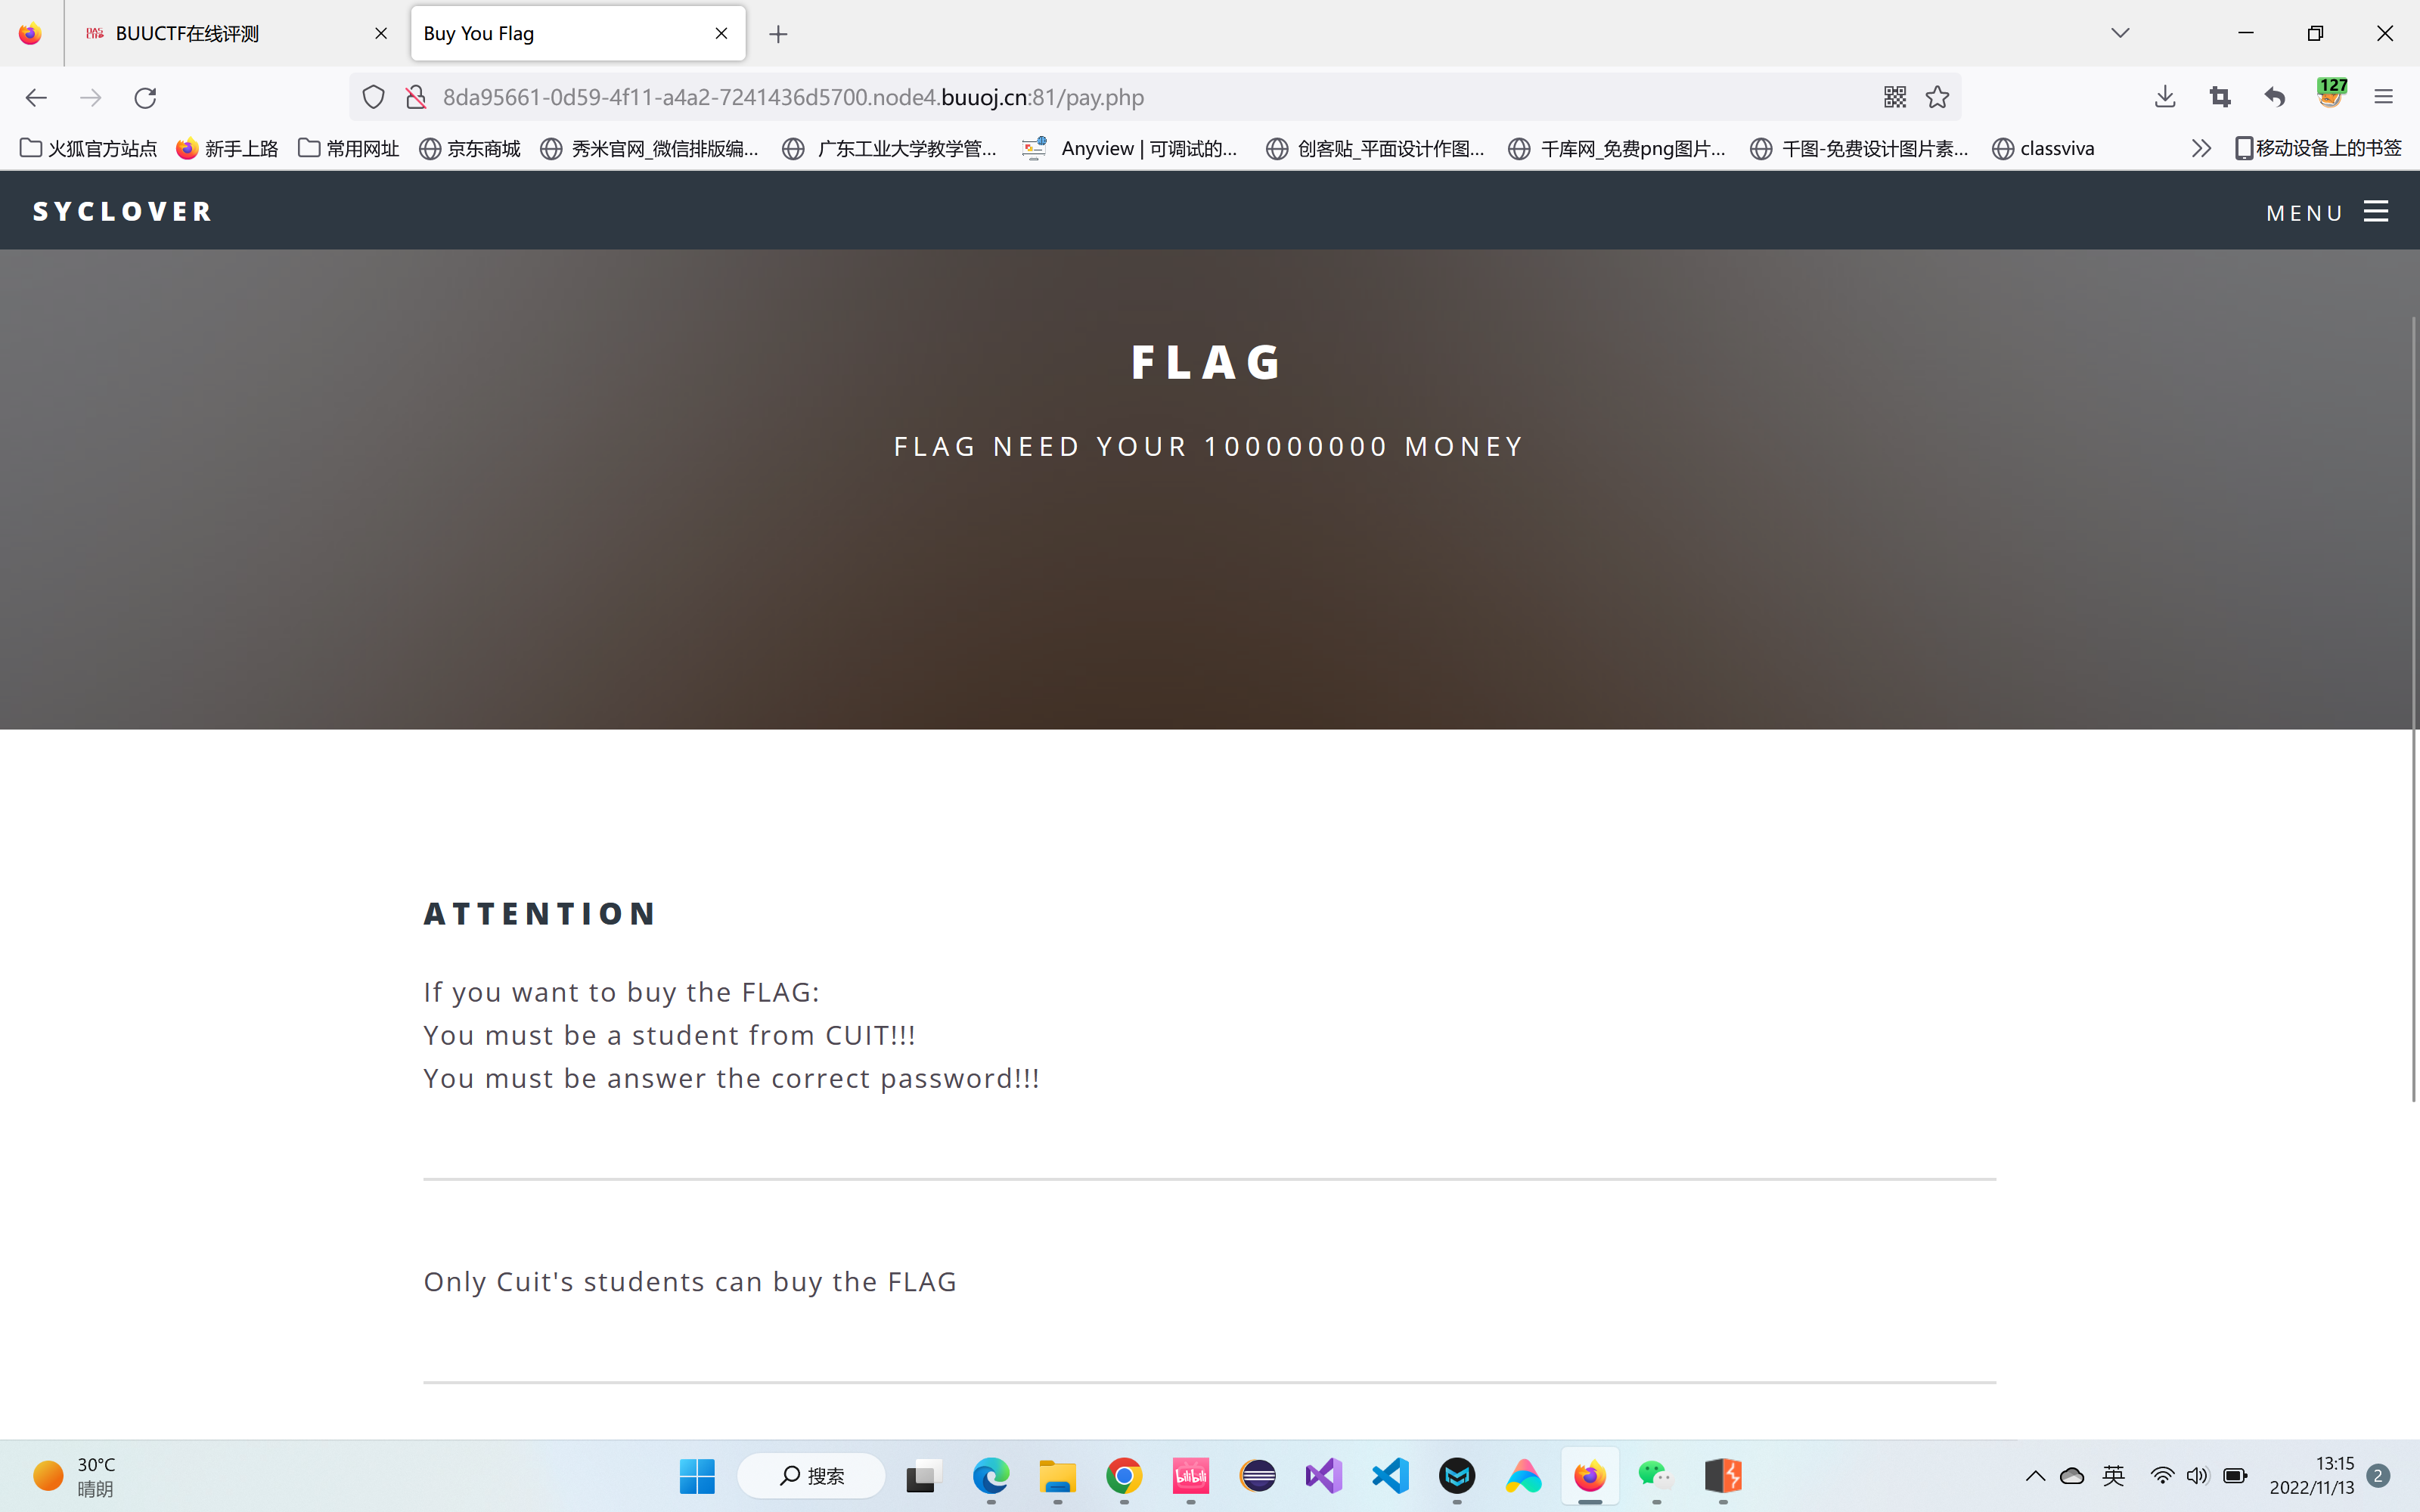 BUUCTF在线评测
Buy You Flag
8da95661-0d59-4f11-a4a2-7241436d5700.node4.buuoj.cn:81/pay.php
127
火狐官方站点 新手上路 常用网址 京东商城 秀米官网_微信排版编... 广东工业大学教学管... Anyview | 可调试的... 创客贴_平面设计作图... 千库网_免费png图片... 千图-免费设计图片素... classviva 移动设备上的书签
SYCLOVER
MENU
FLAG
FLAG NEED YOUR 100000000 MONEY
ATTENTION
If you want to buy the FLAG:
You must be a student from CUIT!!!
You must be answer the correct password!!!
Only Cuit's students can buy the FLAG
30°C
晴朗
搜索
bilibili
英
13:15
2022/11/13
2